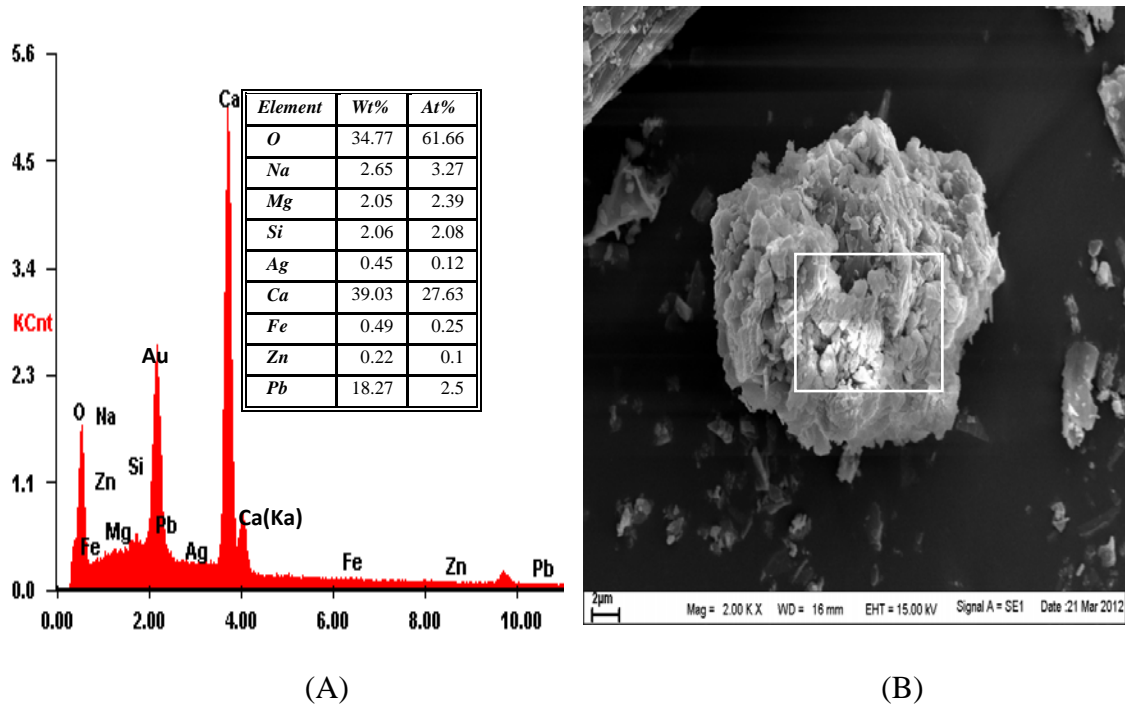 5.6
4.5
3.4
KCnt
2.3
1.1
0.0
0.00 2.00 4.00 6.00 8.00 10.00
Ca
Au
O Na
Si
Zn
Pb
Mg
Fe
Ag
Ca(Ka)
Fe
Zn
Pb
Element Wt% At%
O 34.77 61.66
Na 2.65 3.27
Mg 2.05 2.39
Si 2.06 2.08
Ag 0.45 0.12
Ca 39.03 27.63
Fe 0.49 0.25
Zn 0.22 0.1
Pb 18.27 2.5
2µm
Mag = 2.00 K X WD = 16 mm EHT = 15.00 kV Signal A = SE1 Date :21 Mar 2012
(A) (B)